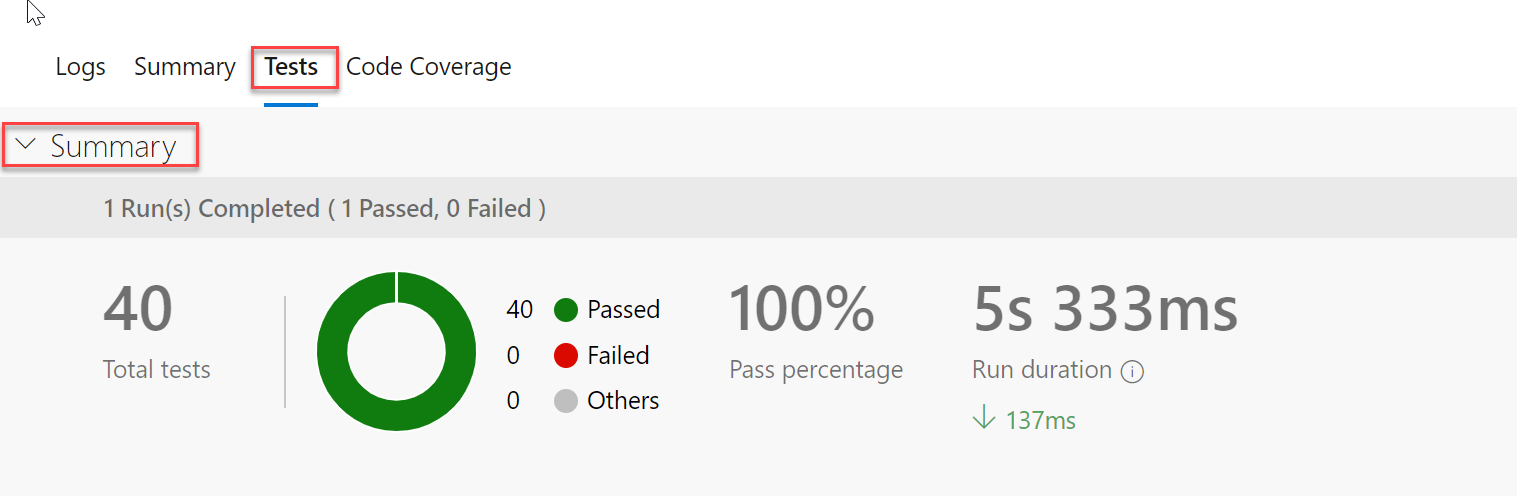 Logs Summary Tests Code Coverage
Summary
1 Run(s) Completed ( 1 Passed, 0 Failed )
40
Total tests
40 Passed
0 Failed
0 Others
100%
Pass percentage
5s 333ms
Run duration
137ms